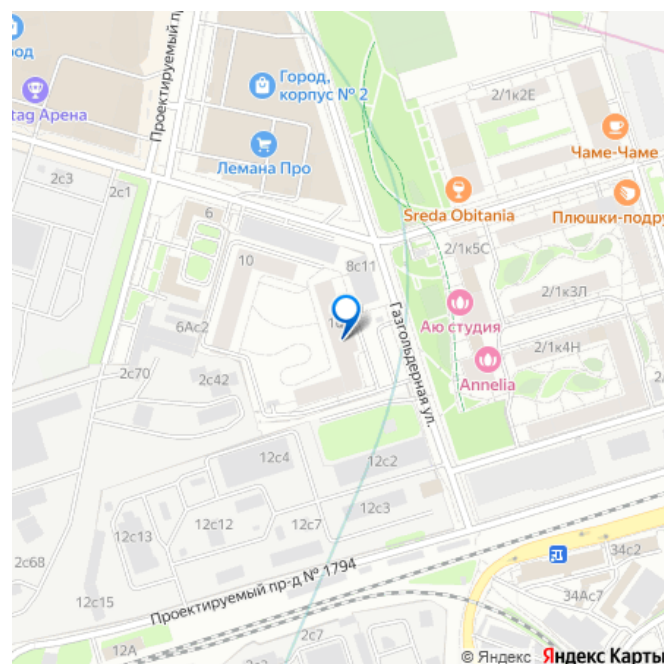 Проектируемый пр
Город,
корпус № 2
Лемана Про
2/1к2Е
Чаме-Чаме
Sreda Obitania
Плюшки-подру
2с3
2с1
6
10
8с11
2/1к5С
2/1к3Л
Аю студия
6Ас2
Газгольдерная ул.
2/1к4Н
Annelia
2с70
2с42
12с4
12с2
12с3
12с13
12с12
12с7
2с68
12с15
Проектируемый пр-д № 1794
34с2
34Ас7
12А
2с7
© Яндекс
Яндекс Карты